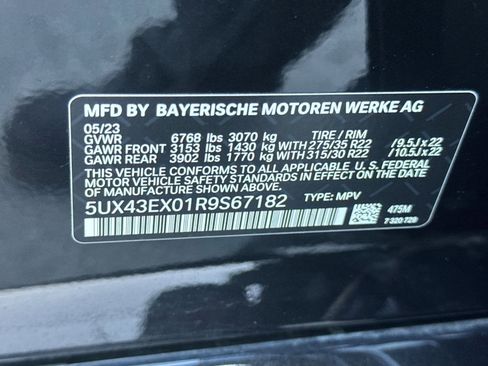 MFD BY BAYERISCHE MOTOREN WERKE AG
05/23
GVWR 6768 lbs 3070 kg TIRE / RIM
GAWR FRONT 3153 lbs 1430 kg WITH 275/35 R22 /9.5J x 22
GAWR REAR 3902 lbs 1770 kg WITH 315/30 R22 /10.5J x 22
THIS VEHICLE CONFORMS TO ALL APPLICABLE U.S. FEDERAL
MOTOR VEHICLE SAFETY STANDARDS IN EFFECT ON THE DATE
OF MANUFACTURE SHOWN ABOVE.
5UX43EX01R9S67182 TYPE: MPV
475M
7 320 728